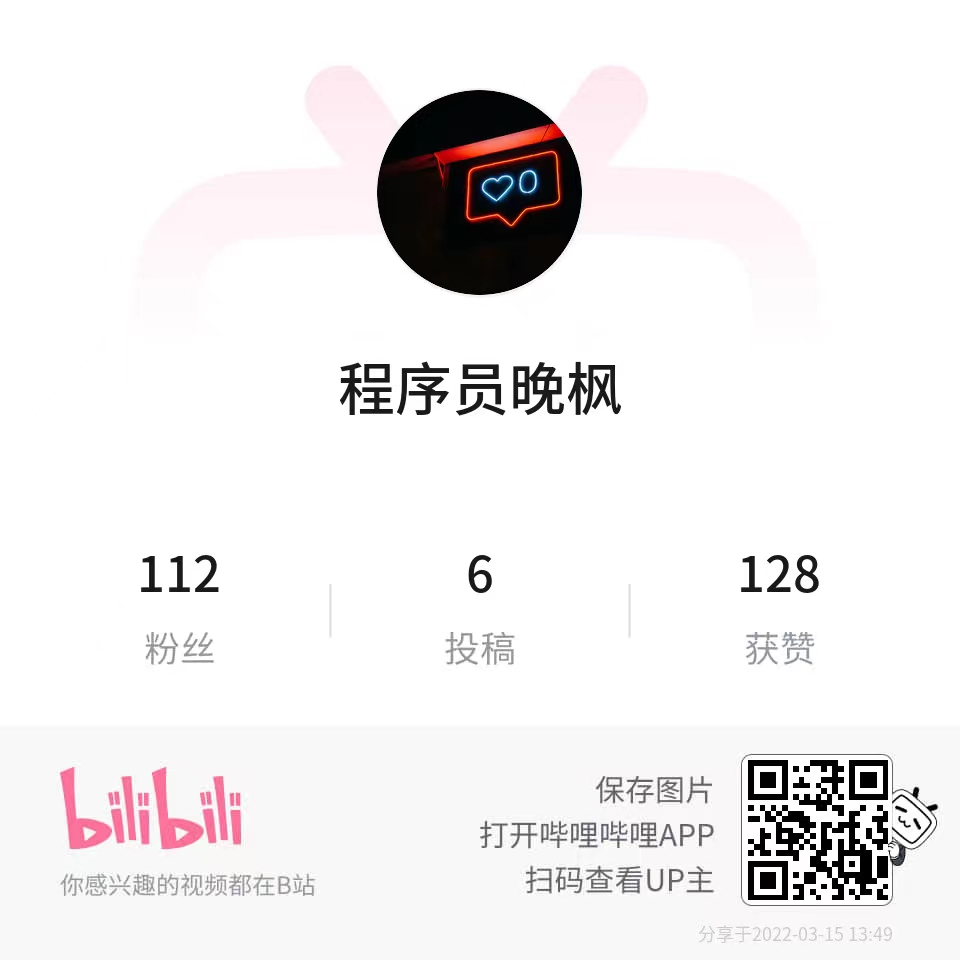 0
程序员晚枫
112
6
128
粉丝
投稿
获赞
bilibili
你感兴趣的视频都在B站
保存图片
打开哔哩哔哩APP
扫码查看UP主
分享于2022-03-15 13:49